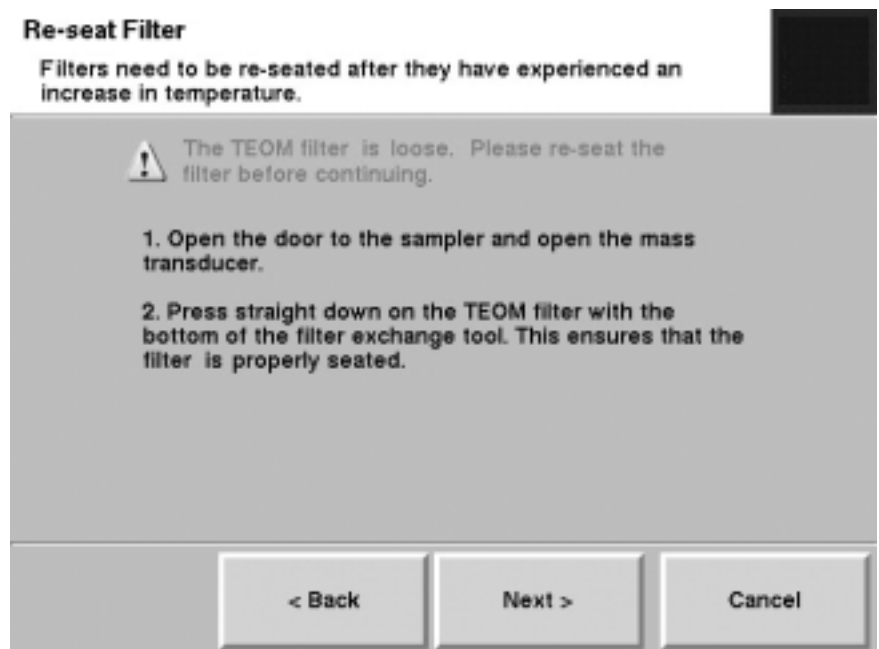 Re-seat Filter
Filters need to be re-seated after they have experienced an
increase in temperature.
The TEOM filter is loose. Please re-seat the
filter before continuing.
1. Open the door to the sampler and open the mass
transducer.
2. Press straight down on the TEOM filter with the
bottom of the filter exchange tool. This ensures that the
filter is properly seated.
< Back
Next >
Cancel